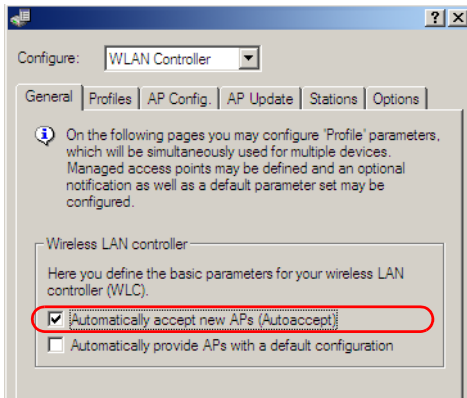 Configure: WLAN Controller
General Profiles AP Config. AP Update Stations Options
On the following pages you may configure 'Profile' parameters,
which will be simultaneously used for multiple devices.
Managed access points may be defined and an optional
notification as well as a default parameter set may be
configured.
Wireless LAN controller
Here you define the basic parameters for your wireless LAN
controller (WLC).
Automatically accept new APs (Autoaccept)
Automatically provide APs with a default configuration